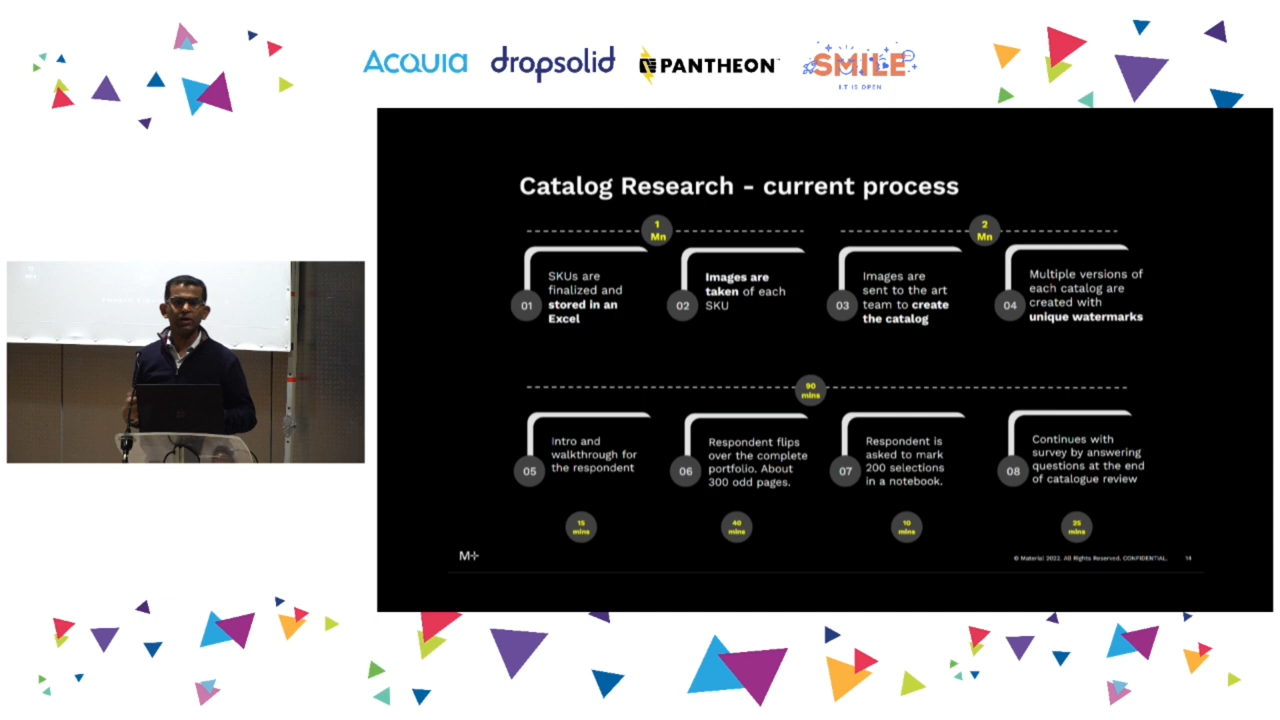 ACQUIA dropsolid PANTHEON SMILE
I.T IS OPEN
Catalog Research - current process
1
Mn
2
Mn
01
SKUs are
finalized and
stored in an
Excel
02
Images are
taken of each
SKU
03
Images are
sent to the art
team to create
the catalog
04
Multiple versions of
each catalog are
created with
unique watermarks
90
mins
05
Intro and
walkthrough for
the respondent
06
Respondent flips
over the complete
portfolio. About
300 odd pages.
07
Respondent is
asked to mark
200 selections
in a notebook.
08
Continues with
survey by answering
questions at the end
of catalogue review
15
mins
40
mins
10
mins
25
mins
M+
© Material 2022. All Rights Reserved. CONFIDENTIAL. 14